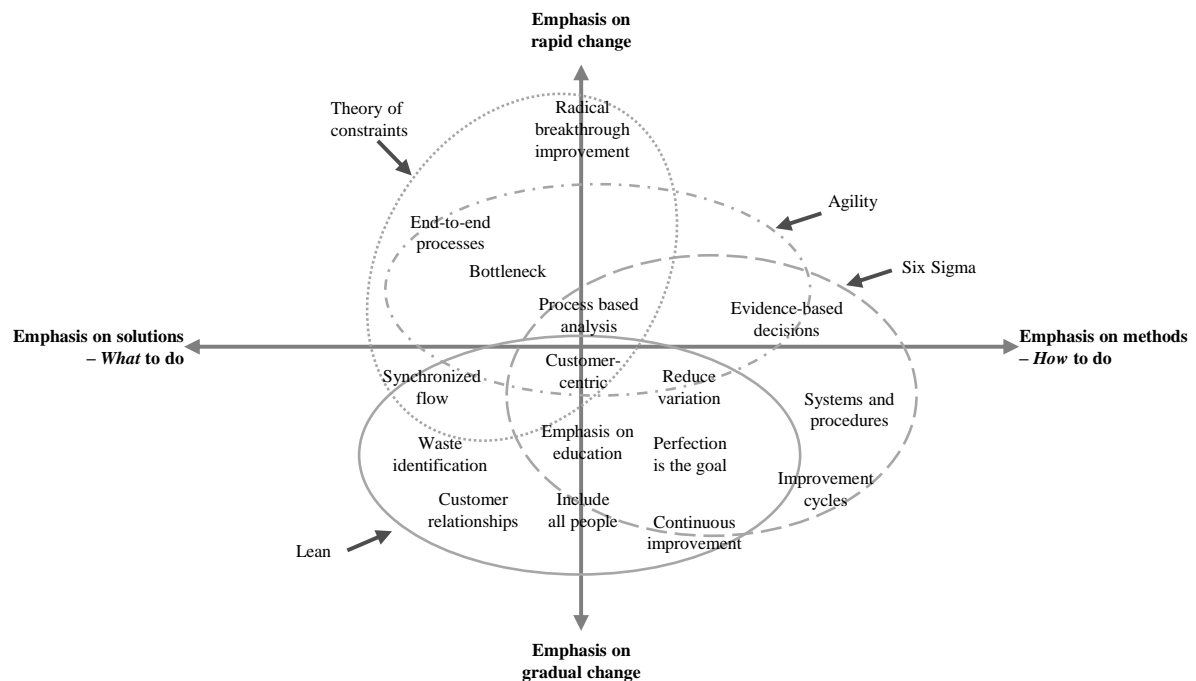 Emphasis on
rapid change
Theory of
constraints
Radical
breakthrough
improvement
Agility
End-to-end
processes
Bottleneck
Six Sigma
Process based
analysis
Evidence-based
decisions
Emphasis on solutions
– What to do
Emphasis on methods
– How to do
Customer-
centric
Synchronized
flow
Reduce
variation
Systems and
procedures
Emphasis on
education
Waste
identification
Perfection
is the goal
Improvement
cycles
Customer
relationships
Include
all people
Continuous
improvement
Lean
Emphasis on
gradual change